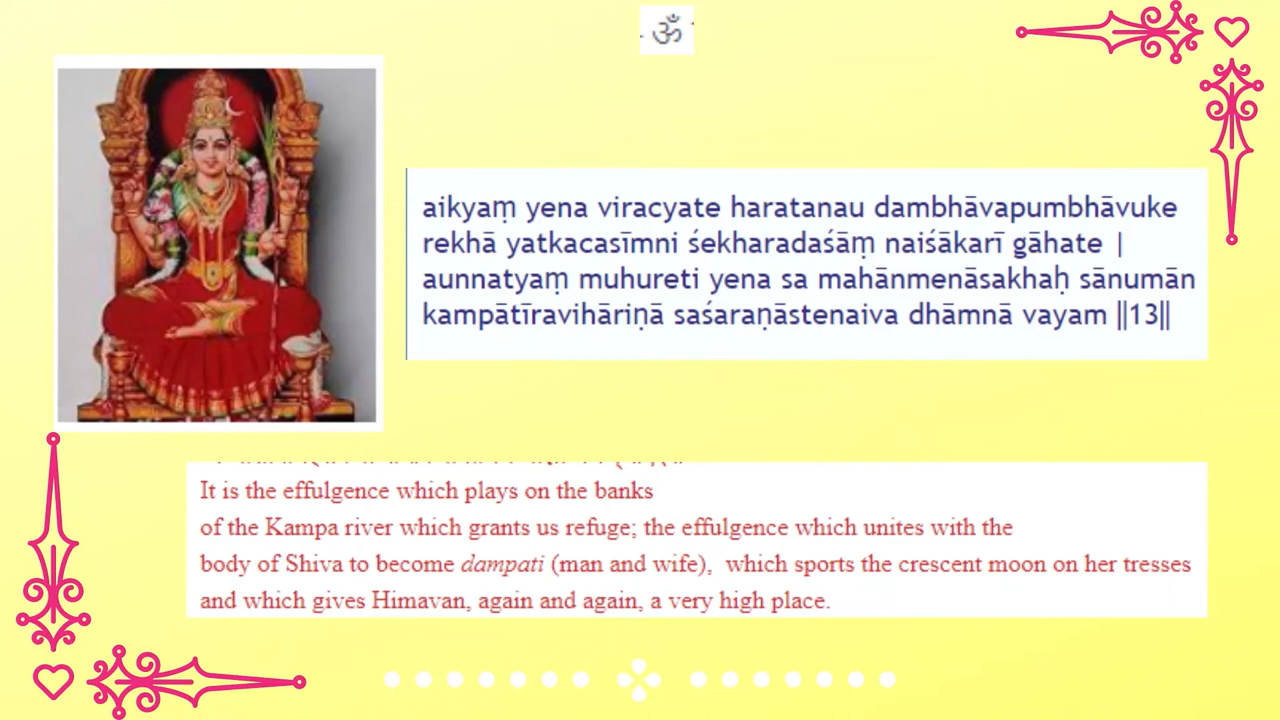 ॐ
aikyaṃ yena viracyate haratanau dambhāvapumbhāvuke
rekhā yatkacasīmni śekharadaśāṃ naiśākarī gāhate |
aunnatyaṃ muhureti yena sa mahānmenāsakhaḥ sānumān
kampātīravihāriṇā saśaraṇāstenaiva dhāmnā vayam ||13||
It is the effulgence which plays on the banks
of the Kampa river which grants us refuge; the effulgence which unites with the
body of Shiva to become dampati (man and wife), which sports the crescent moon on her tresses
and which gives Himavan, again and again, a very high place.